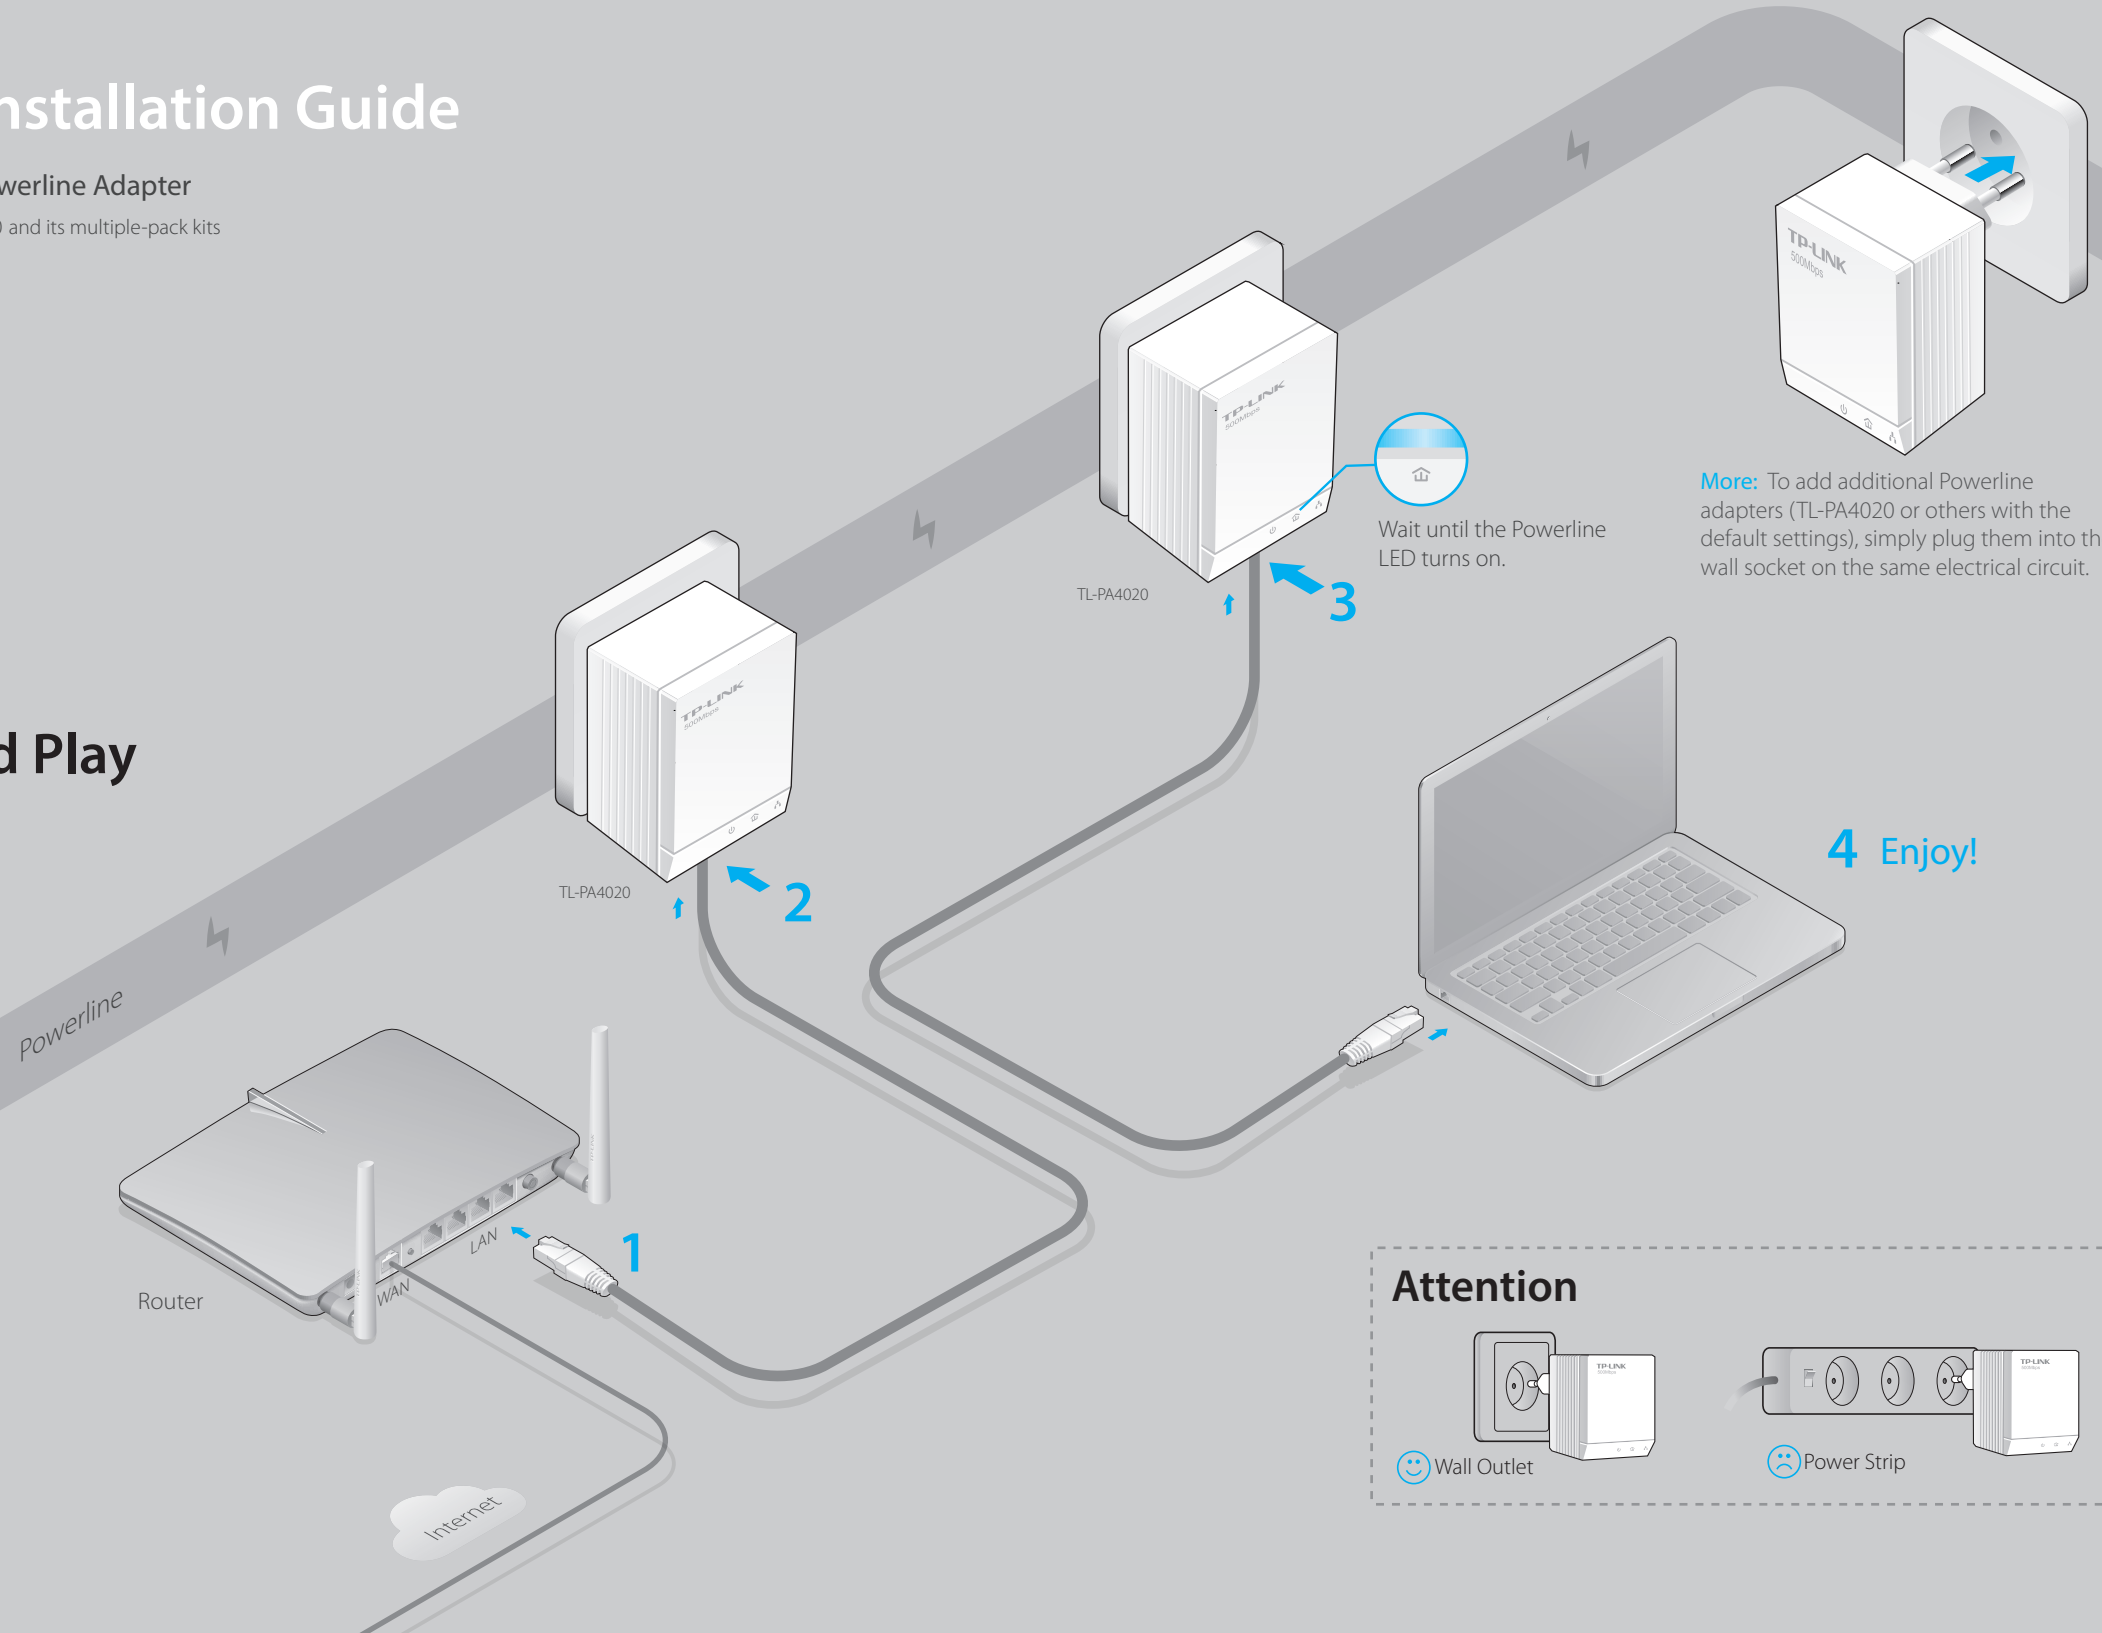 nstallation Guide
werline Adapter
0 and its multiple-pack kits
d Play
Powerline
TP-LINK
500Mbps
TL-PA4020
2
TP-LINK
500Mbps
TL-PA4020
3
Wait until the Powerline
LED turns on.
TP-LINK
500Mbps
More: To add additional Powerline
adapters (TL-PA4020 or others with the
default settings), simply plug them into th
wall socket on the same electrical circuit.
4 Enjoy!
Router
WAN
LAN
1
Internet
Attention
TP-LINK
500Mbps
Wall Outlet
TP-LINK
500Mbps
Power Strip